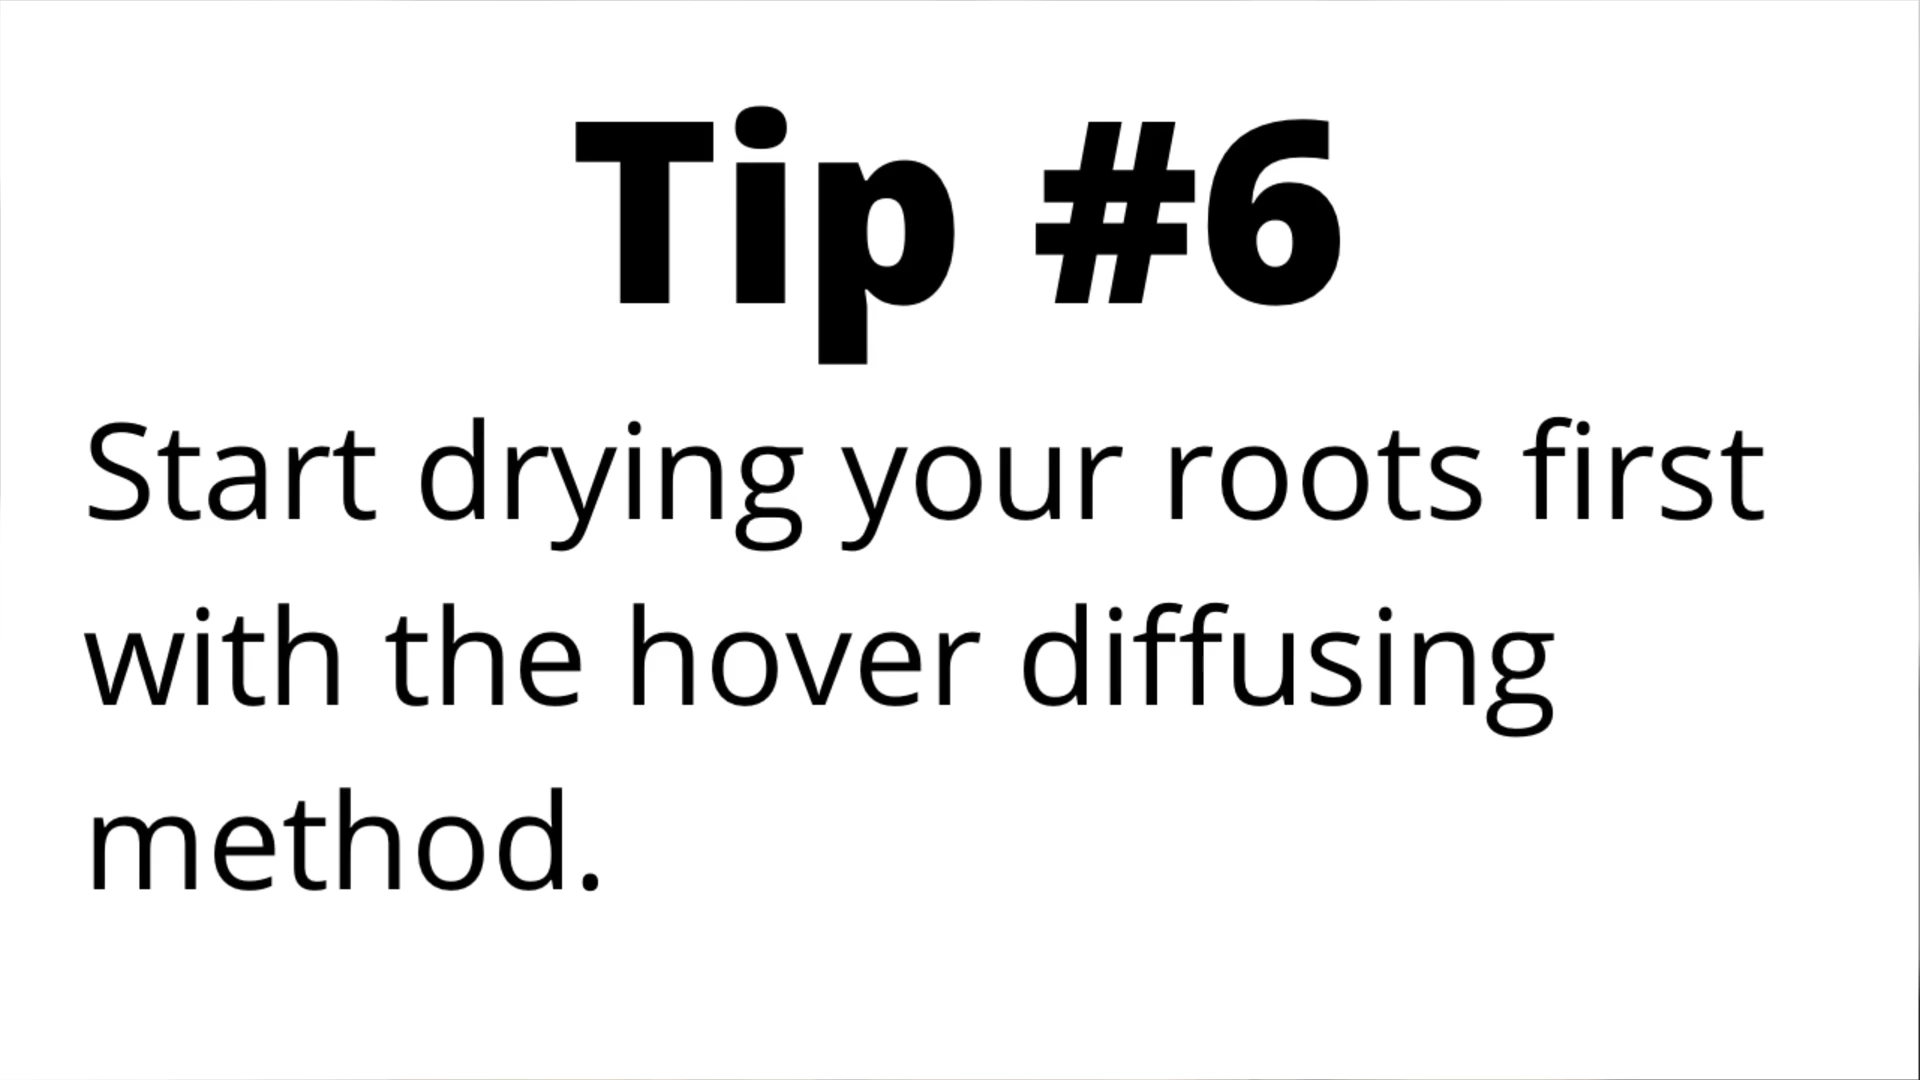 Tip #6
Start drying your roots first
with the hover diffusing
method.